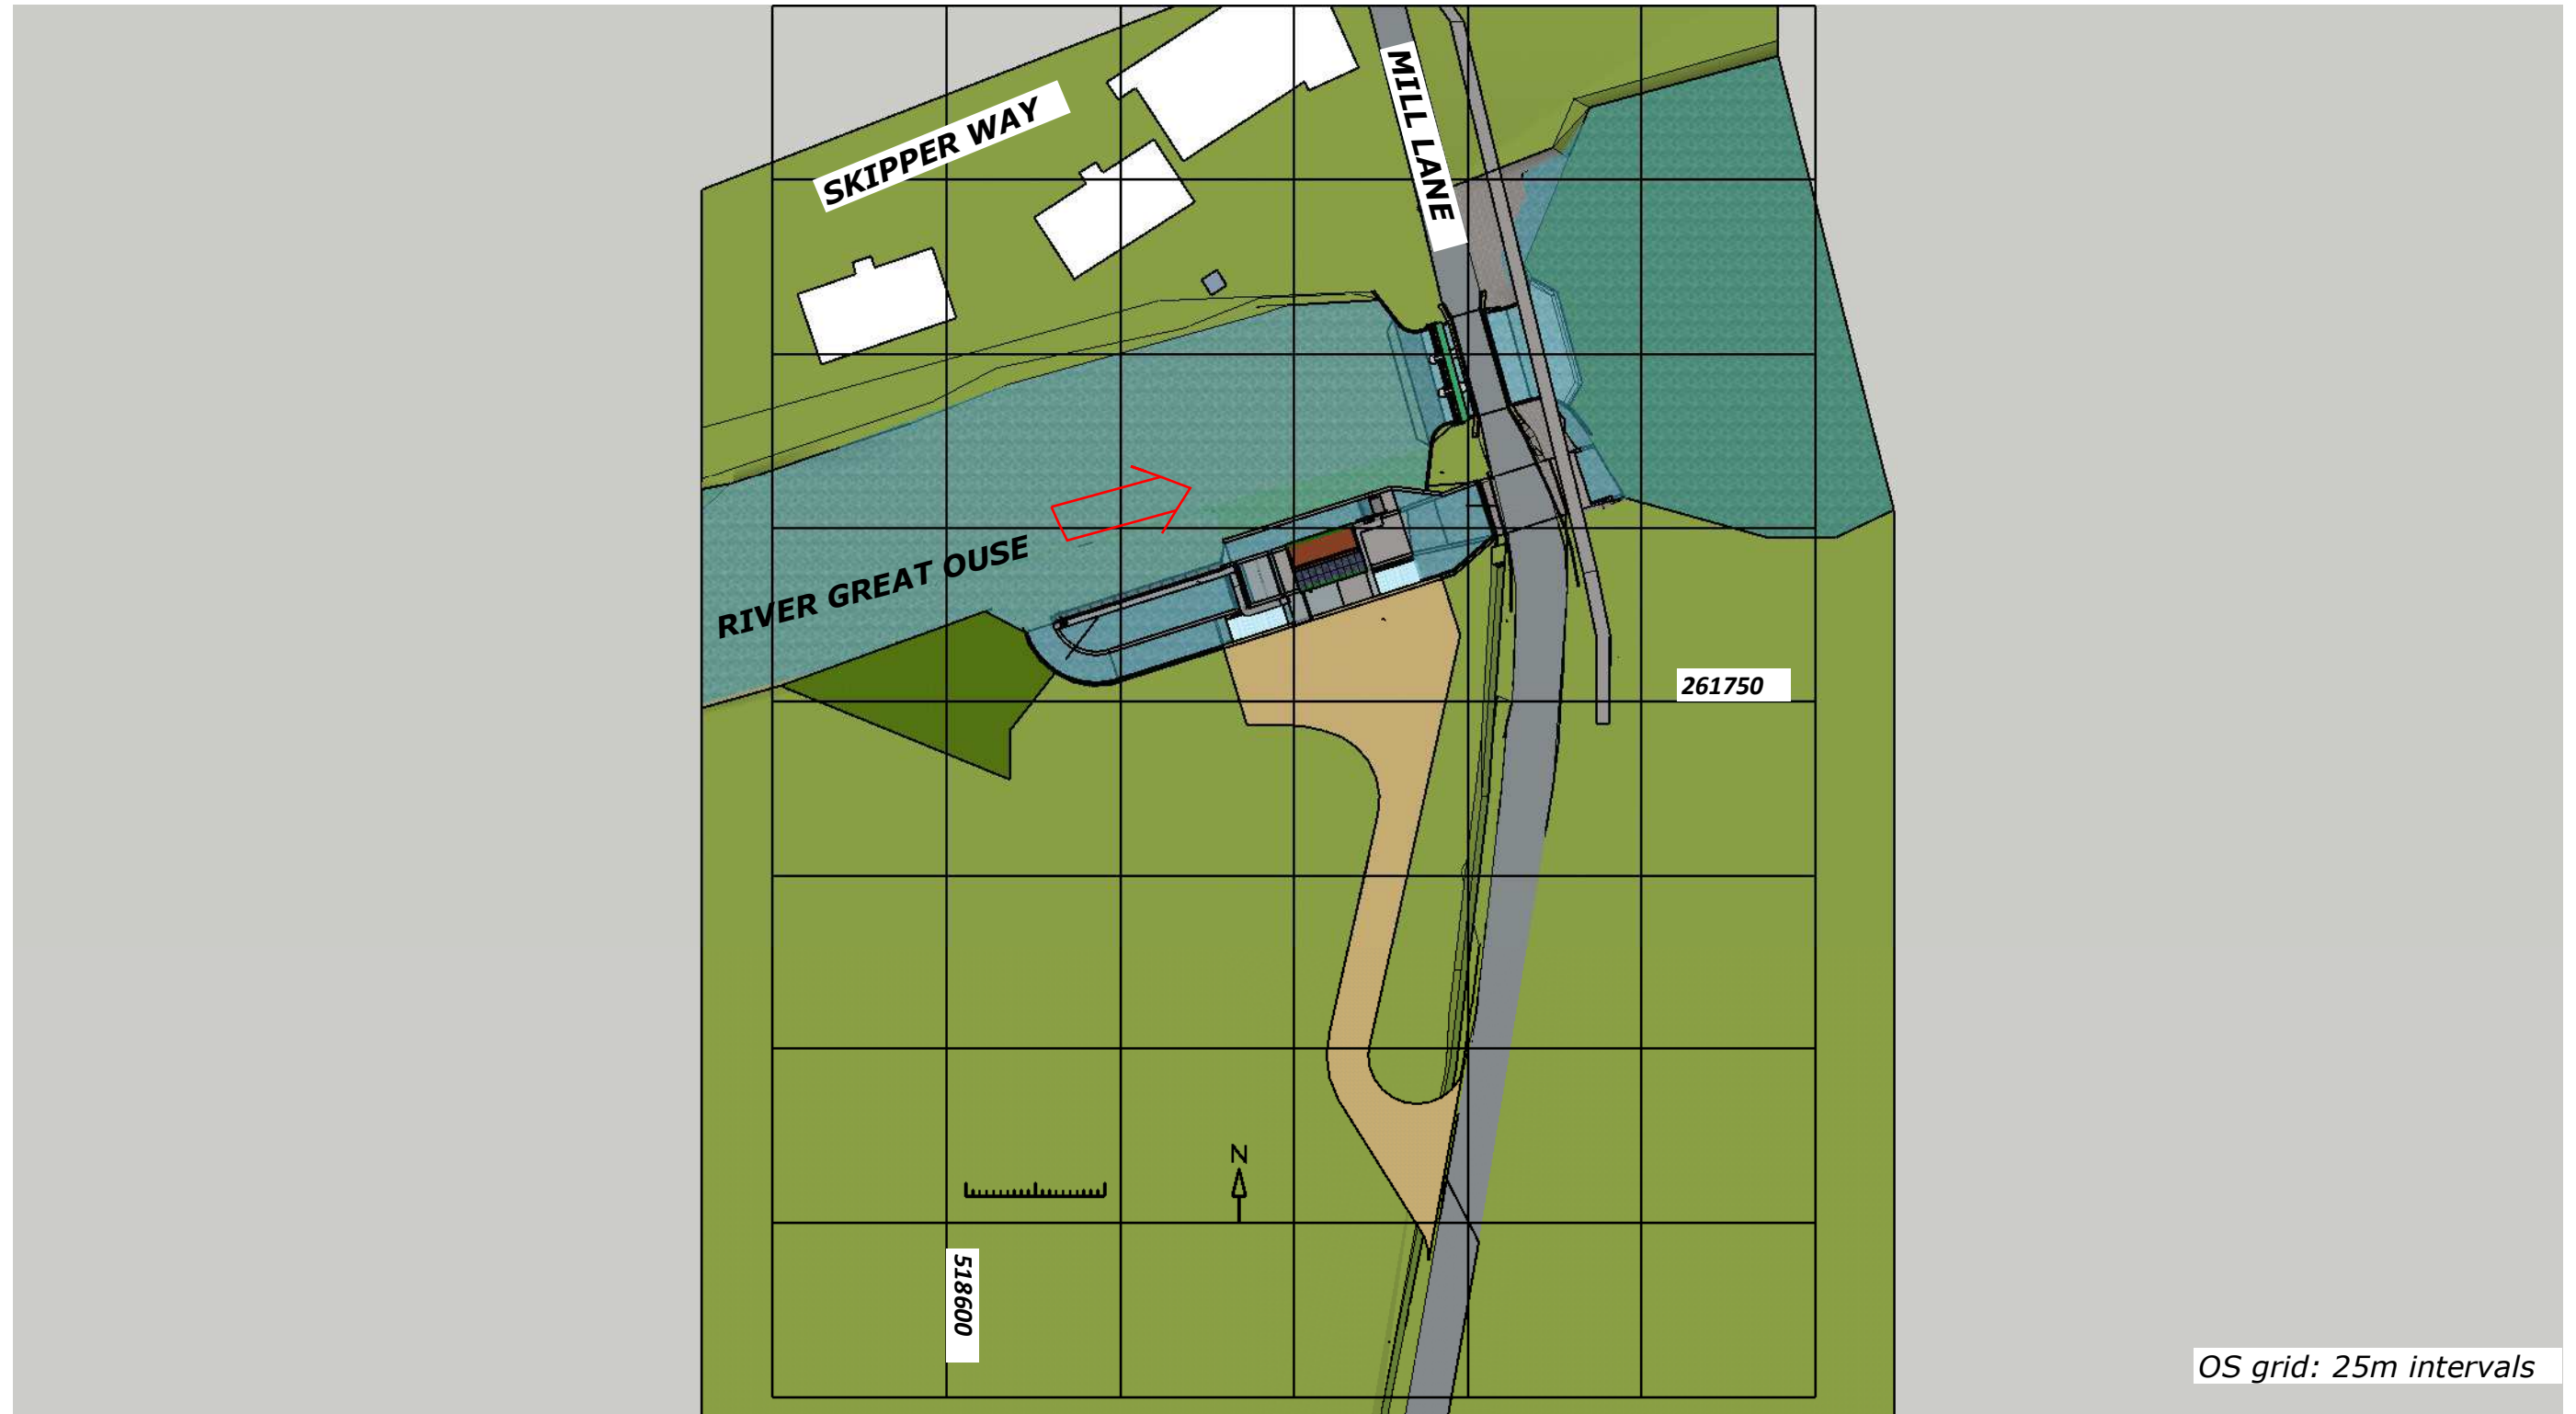 SKIPPER WAY
MILL LANE
RIVER GREAT OUSE
261750
N
518600
OS grid: 25m intervals